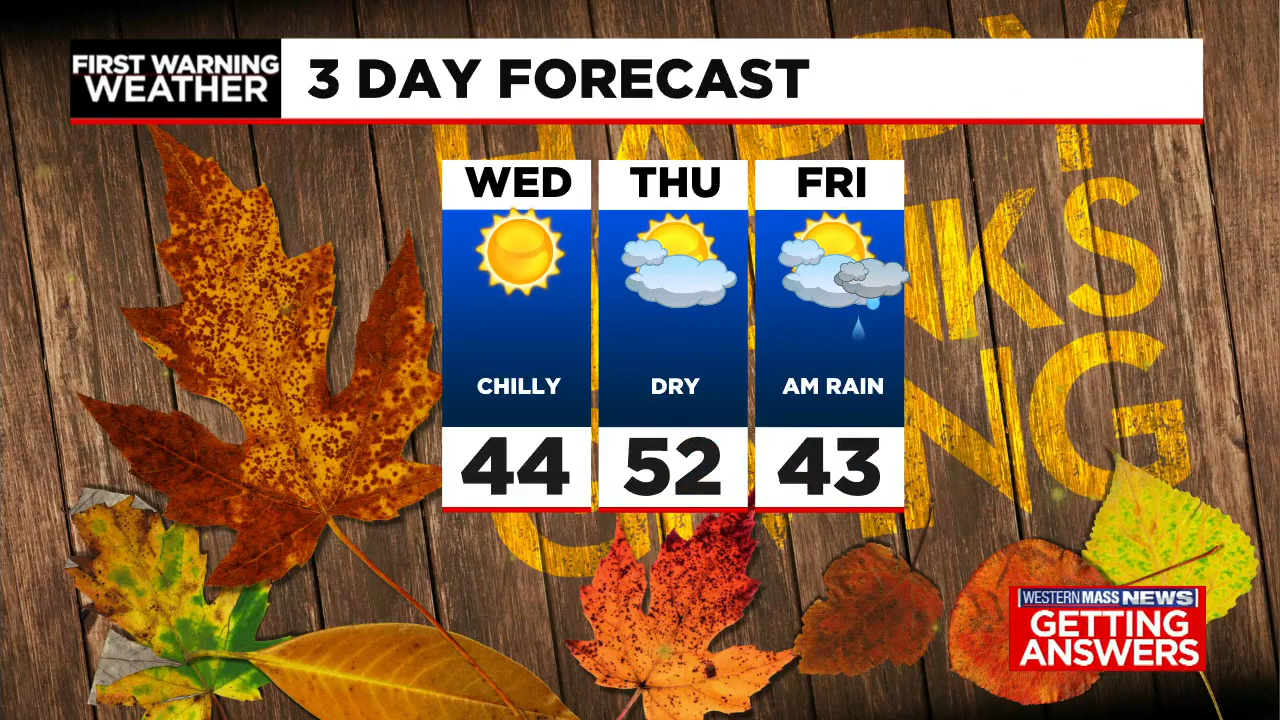 FIRST WARNING
WEATHER
3 DAY FORECAST
WED
THU
FRI
CHILLY
DRY
AM RAIN
44
52
43
WESTERN MASS NEWS
GETTING
ANSWERS